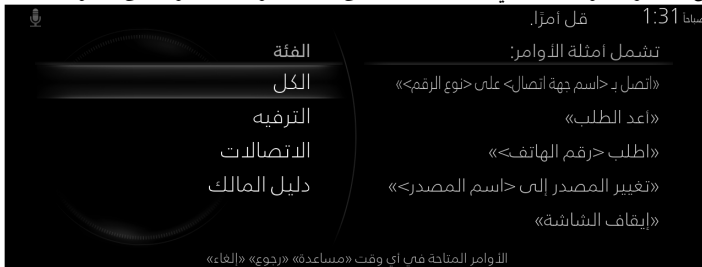 1:31 صباحاً
قل أمرًا.
تشمل أمثلة الأوامر:
«اتصل بـ <اسم جهة اتصال> على <نوع الرقم>»
«أعد الطلب»
«اطلب <رقم الهاتف>»
«تغيير المصدر إلى <اسم المصدر>»
«إيقاف الشاشة»
الفئة
الكل
الترفيه
الاتصالات
دليل المالك
الأوامر المتاحة في أي وقت «مساعدة» «رجوع» «إلغاء»